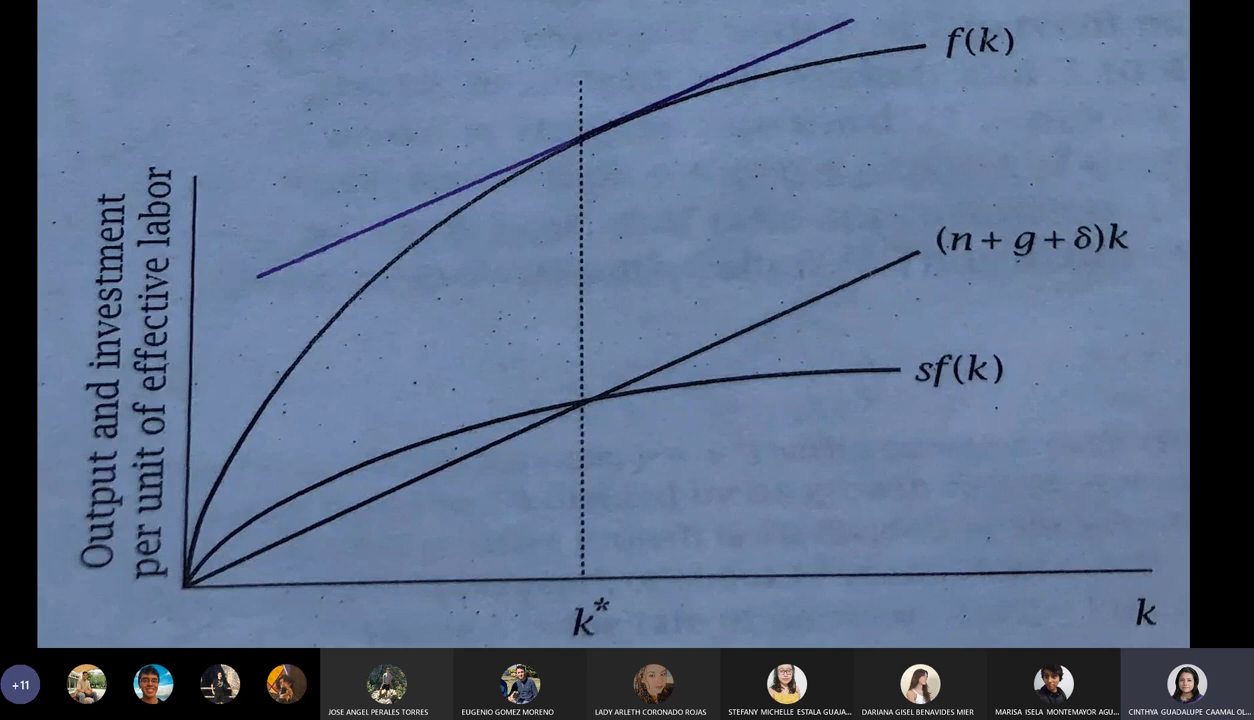 f(k)
(n + g + δ)k
sf(k)
Output and investment
per unit of effective labor
k*
k
+11
JOSE ANGEL PERALES TORRES
EUGENIO GOMEZ MORENO
LADY ARLETH CORONADO ROJAS
STEFANY MICHELLE ESTALA GUAJA...
DARIANA GISEL BENAVIDES MIER
MARISA ISELA MONTEMAYOR AGU...
CINTHYA GUADALUPE CAAMAL OL...